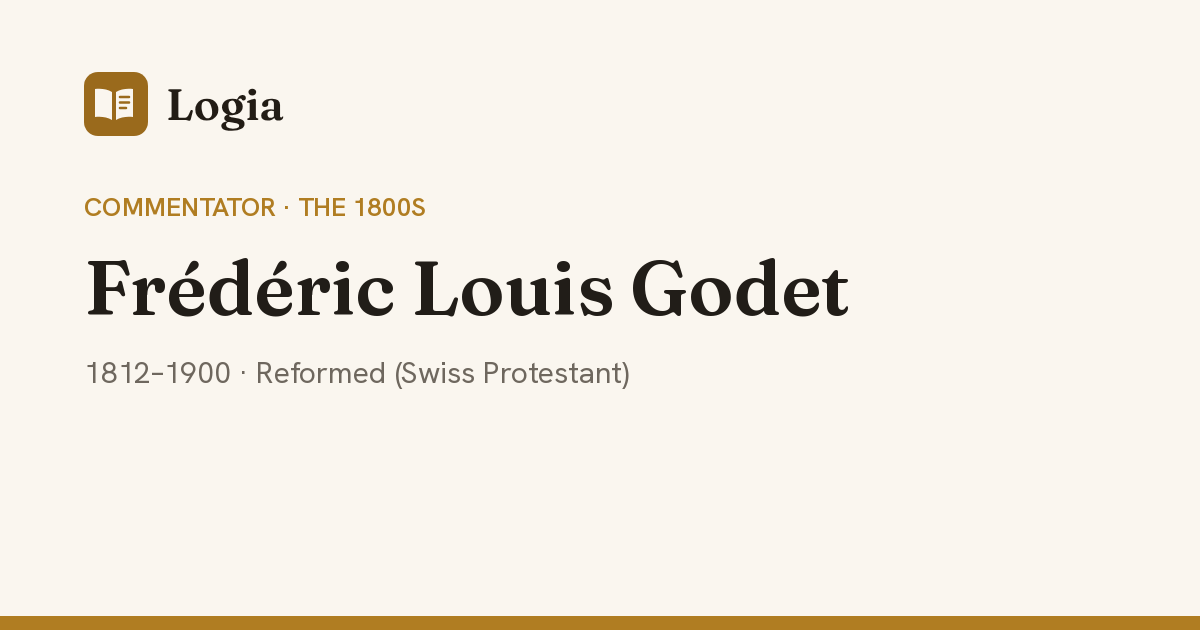 Logia
COMMENTATOR · THE 1800S
Frédéric Louis Godet
1812–1900 · Reformed (Swiss Protestant)